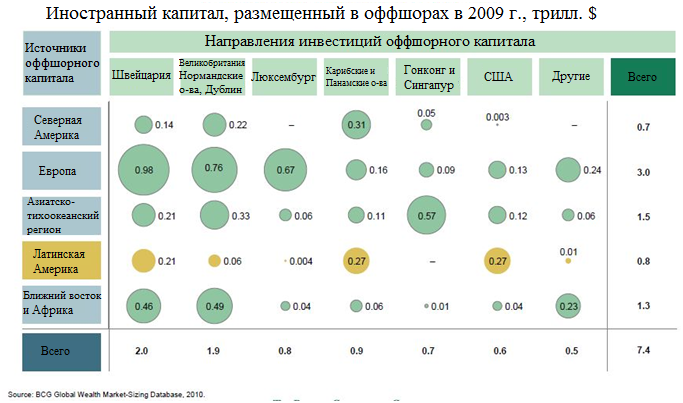 Иностранный капитал, размещенный в оффшорах в 2009 г., трилл. $
Источники
оффшорного
капитала
Направления инвестиций оффшорного капитала
Швейцария
Великобритания
Нормандские
о-ва, Дублин
Люксембург
Карибские и
Панамские о-ва
Гонконг и
Сингапур
США
Другие
Всего
Северная
Америка
0.14
0.22
–
0.31
0.05
0.003
–
0.7
Европа
0.98
0.76
0.67
0.16
0.09
0.13
0.24
3.0
Азиатско-
тихоокеанский
регион
0.21
0.33
0.06
0.11
0.57
0.12
0.06
1.5
Латинская
Америка
0.21
0.06
0.004
0.27
–
0.27
0.01
0.8
Ближний восток
и Африка
0.46
0.49
0.04
0.06
0.01
0.04
0.23
1.3
Всего
2.0
1.9
0.8
0.9
0.7
0.6
0.5
7.4
Source: BCG Global Wealth Market-Sizing Database, 2010.